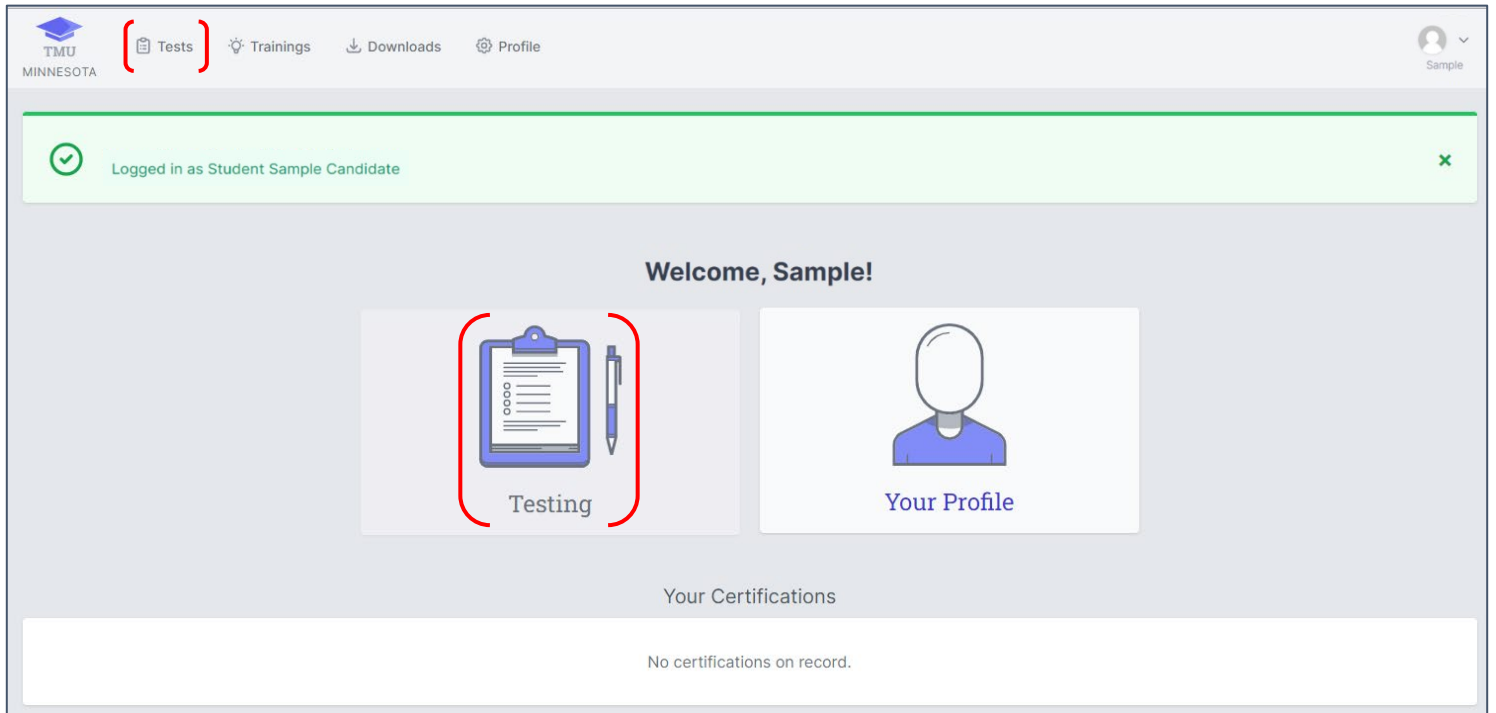 TMU
MINNESOTA
Tests
Trainings
Downloads
Profile
Sample
Logged in as Student Sample Candidate
Welcome, Sample!
Testing
Your Profile
Your Certifications
No certifications on record.